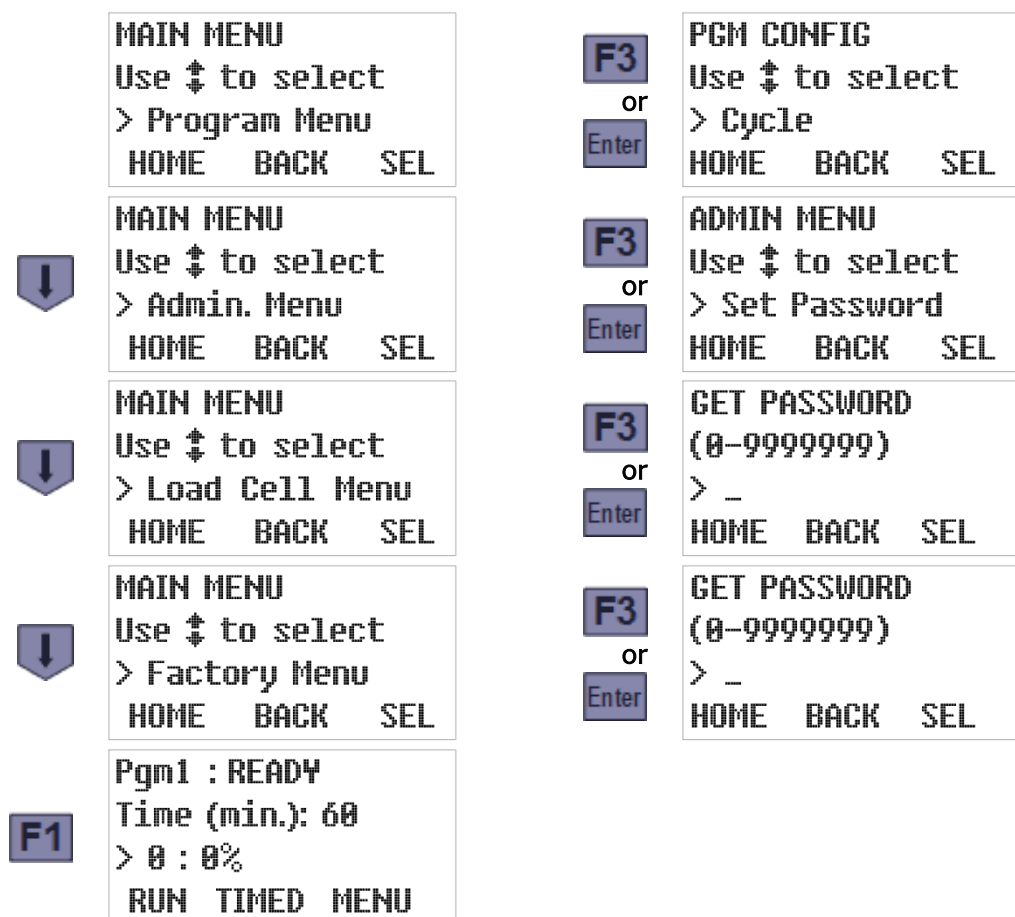 MAIN MENU
Use ↕ to select
> Program Menu
HOME BACK SEL
F3
or
Enter
PGM CONFIG
Use ↕ to select
> Cycle
HOME BACK SEL
MAIN MENU
Use ↕ to select
> Admin. Menu
HOME BACK SEL
F3
or
Enter
ADMIN MENU
Use ↕ to select
> Set Password
HOME BACK SEL
MAIN MENU
Use ↕ to select
> Load Cell Menu
HOME BACK SEL
F3
or
Enter
GET PASSWORD
(0-9999999)
> _
HOME BACK SEL
MAIN MENU
Use ↕ to select
> Factory Menu
HOME BACK SEL
F3
or
Enter
GET PASSWORD
(0-9999999)
> _
HOME BACK SEL
F1
Pgm1 : READY
Time (min.): 60
> 0 : 0%
RUN TIMED MENU